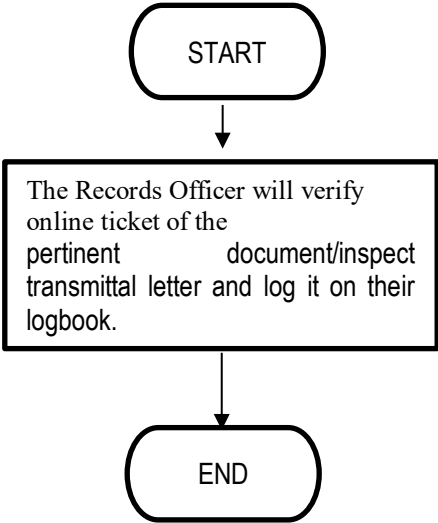 START
The Records Officer will verify
online ticket of the
pertinent document/inspect
transmittal letter and log it on their
logbook.
END